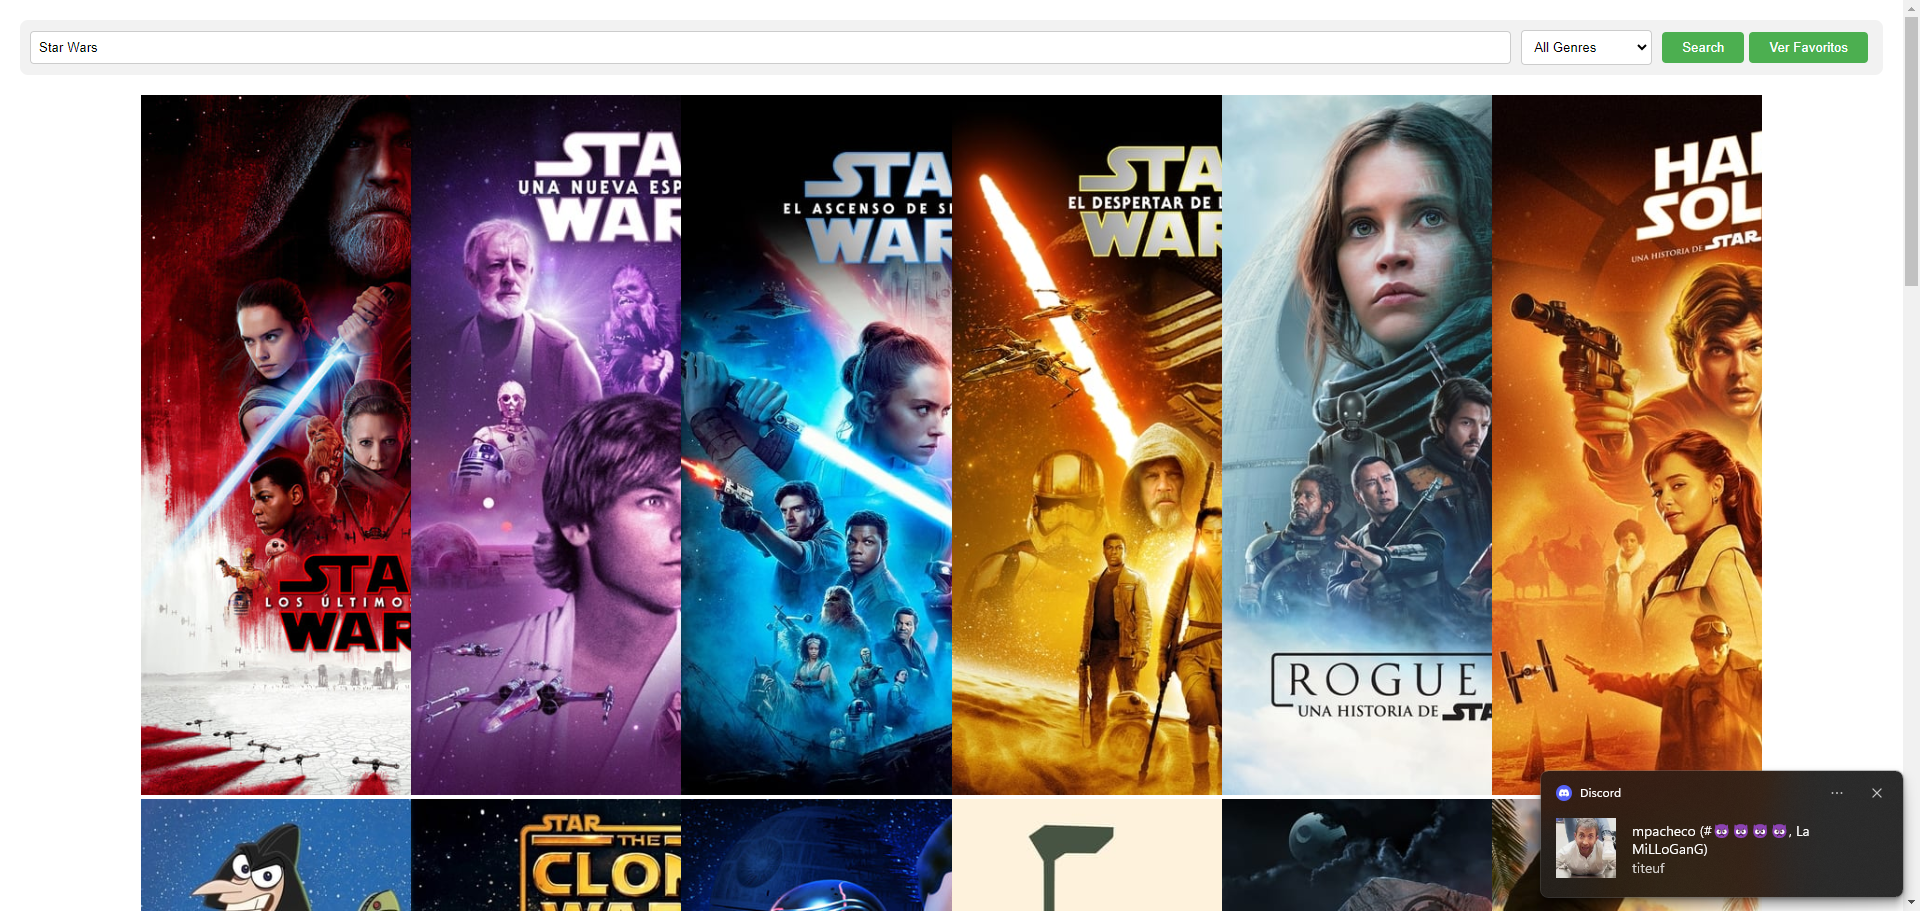 Star Wars
All Genres
Search
Ver Favoritos
STA
LOS ÚLTIMO
WAR
STA
UNA NUEVA ESP
WAR
STA
EL ASCENSO DE S
WAR
STA
EL DESPERTAR DE L
WAR
ROGUE
UNA HISTORIA DE STA
HA
SOL
UNA HISTORIA DE STAR
STAR
THE
CLON
WA
Discord
mpacheco (#😈😈😈😈, La
MiLLoGanG)
titeuf